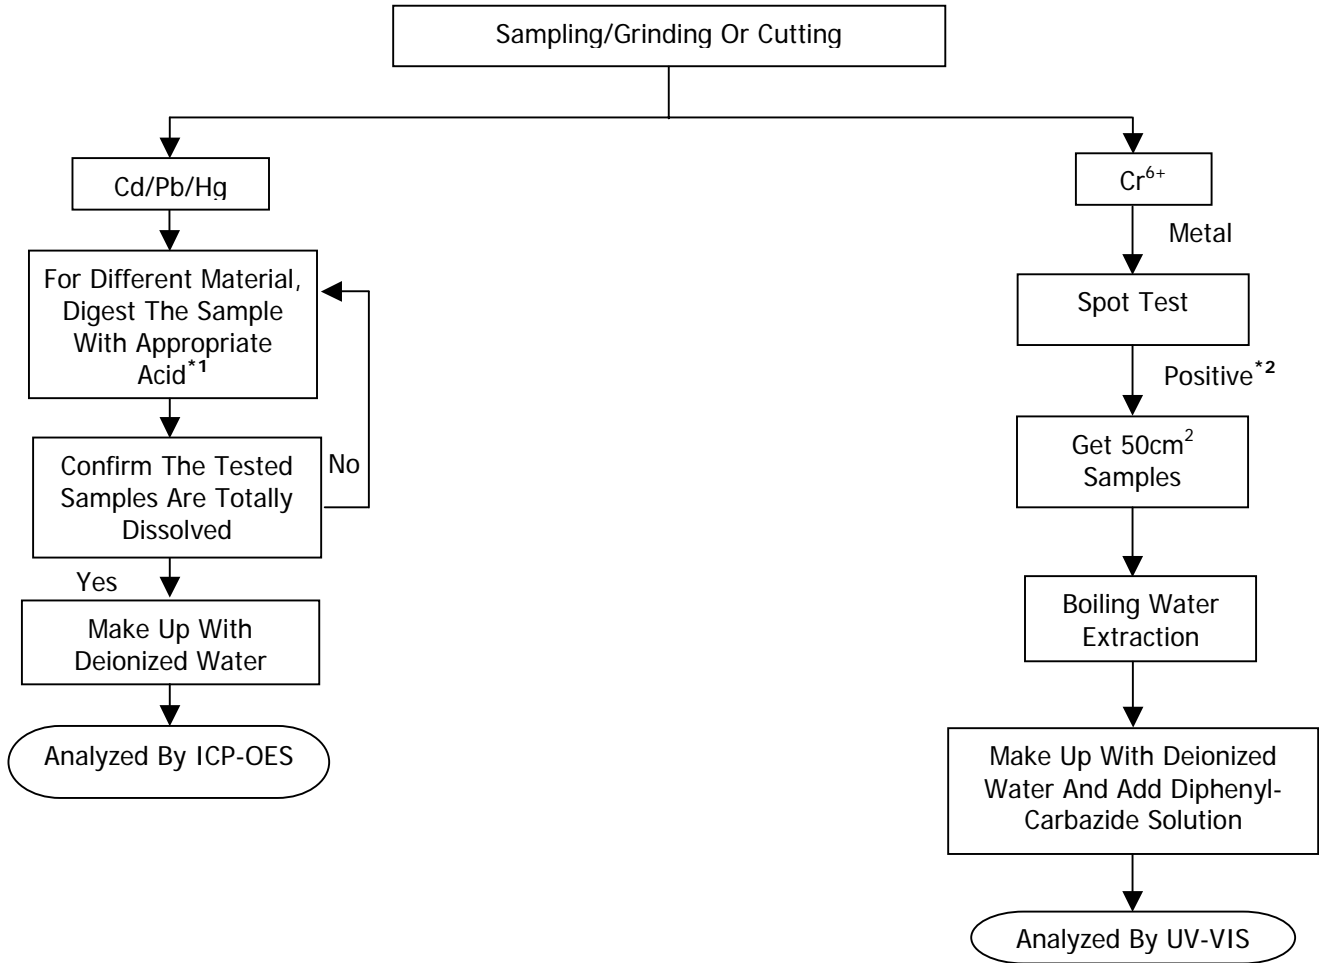 Sampling/Grinding Or Cutting
Cd/Pb/Hg
For Different Material,
Digest The Sample
With Appropriate
Acid*1
Confirm The Tested
Samples Are Totally
Dissolved
No
Yes
Make Up With
Deionized Water
Analyzed By ICP-OES
Cr6+
Metal
Spot Test
Positive*2
Get 50cm2
Samples
Boiling Water
Extraction
Make Up With Deionized
Water And Add Diphenyl-
Carbazide Solution
Analyzed By UV-VIS